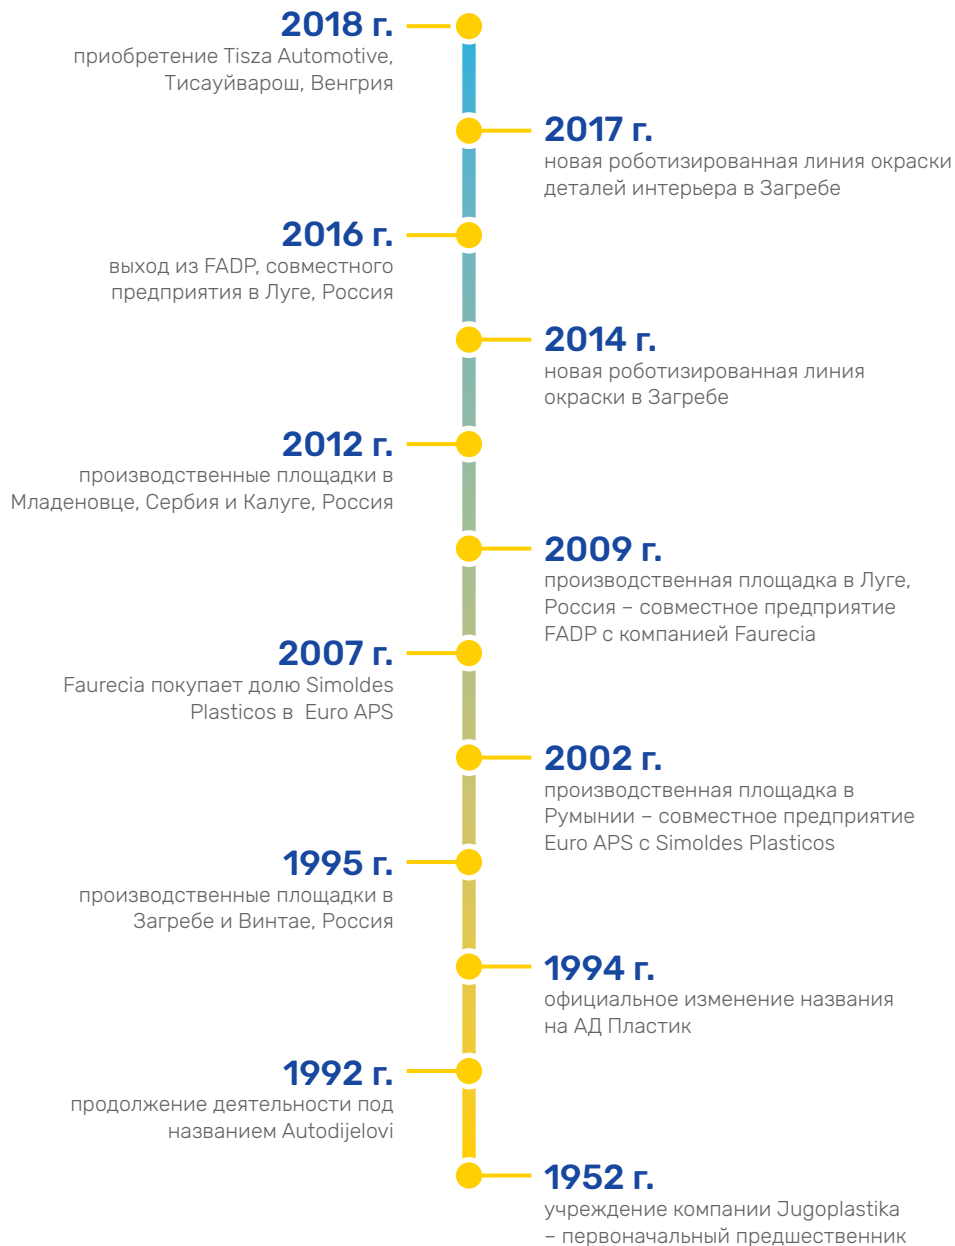 2018 г.
приобретение Tisza Automotive,
Тисауйварош, Венгрия
2017 г.
новая роботизированная линия окраски
деталей интерьера в Загребе
2016 г.
выход из FADP, совместного
предприятия в Луге, Россия
2014 г.
новая роботизированная линия
окраски в Загребе
2012 г.
производственные площадки в
Младеновце, Сербия и Калуге, Россия
2009 г.
производственная площадка в Луге,
Россия – совместное предприятие
FADP с компанией Faurecia
2007 г.
Faurecia покупает долю Simoldes
Plasticos в Euro APS
2002 г.
производственная площадка в
Румынии – совместное предприятие
Euro APS с Simoldes Plasticos
1995 г.
производственные площадки в
Загребе и Винтае, Россия
1994 г.
официальное изменение названия
на АД Пластик
1992 г.
продолжение деятельности под
названием Autodijelovi
1952 г.
учреждение компании Jugoplastika
– первоначальный предшественник